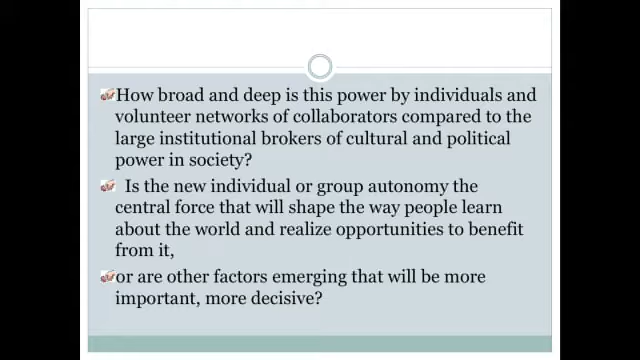 How broad and deep is this power by individuals and
volunteer networks of collaborators compared to the
large institutional brokers of cultural and political
power in society?
Is the new individual or group autonomy the
central force that will shape the way people learn
about the world and realize opportunities to benefit
from it,
or are other factors emerging that will be more
important, more decisive?